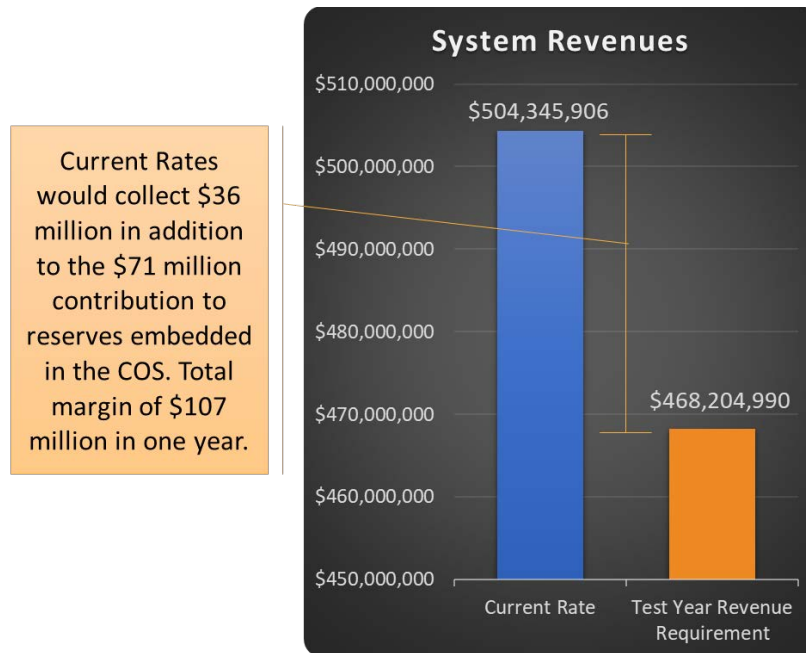 System Revenues
$510,000,000
$504,345,906
$500,000,000
$490,000,000
$480,000,000
$470,000,000
$468,204,990
$460,000,000
$450,000,000
Current Rate
Test Year Revenue
Requirement
Current Rates
would collect $36
million in addition
to the $71 million
contribution to
reserves embedded
in the COS. Total
margin of $107
million in one year.